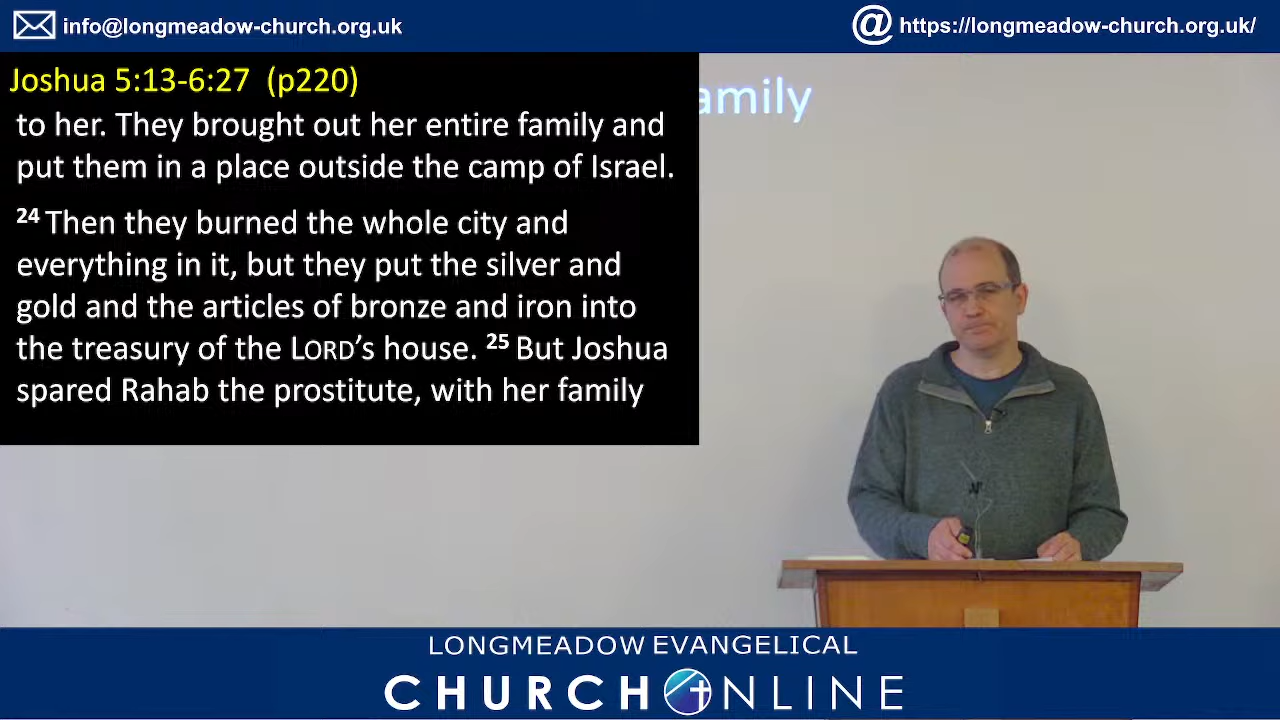 info@longmeadow-church.org.uk
@ https://longmeadow-church.org.uk/
Joshua 5:13-6:27 (p220)
to her. They brought out her entire family and
put them in a place outside the camp of Israel.
24 Then they burned the whole city and
everything in it, but they put the silver and
gold and the articles of bronze and iron into
the treasury of the LORD’s house. 25 But Joshua
spared Rahab the prostitute, with her family
amily
LONGMEADOW EVANGELICAL
CHURCH ONLINE